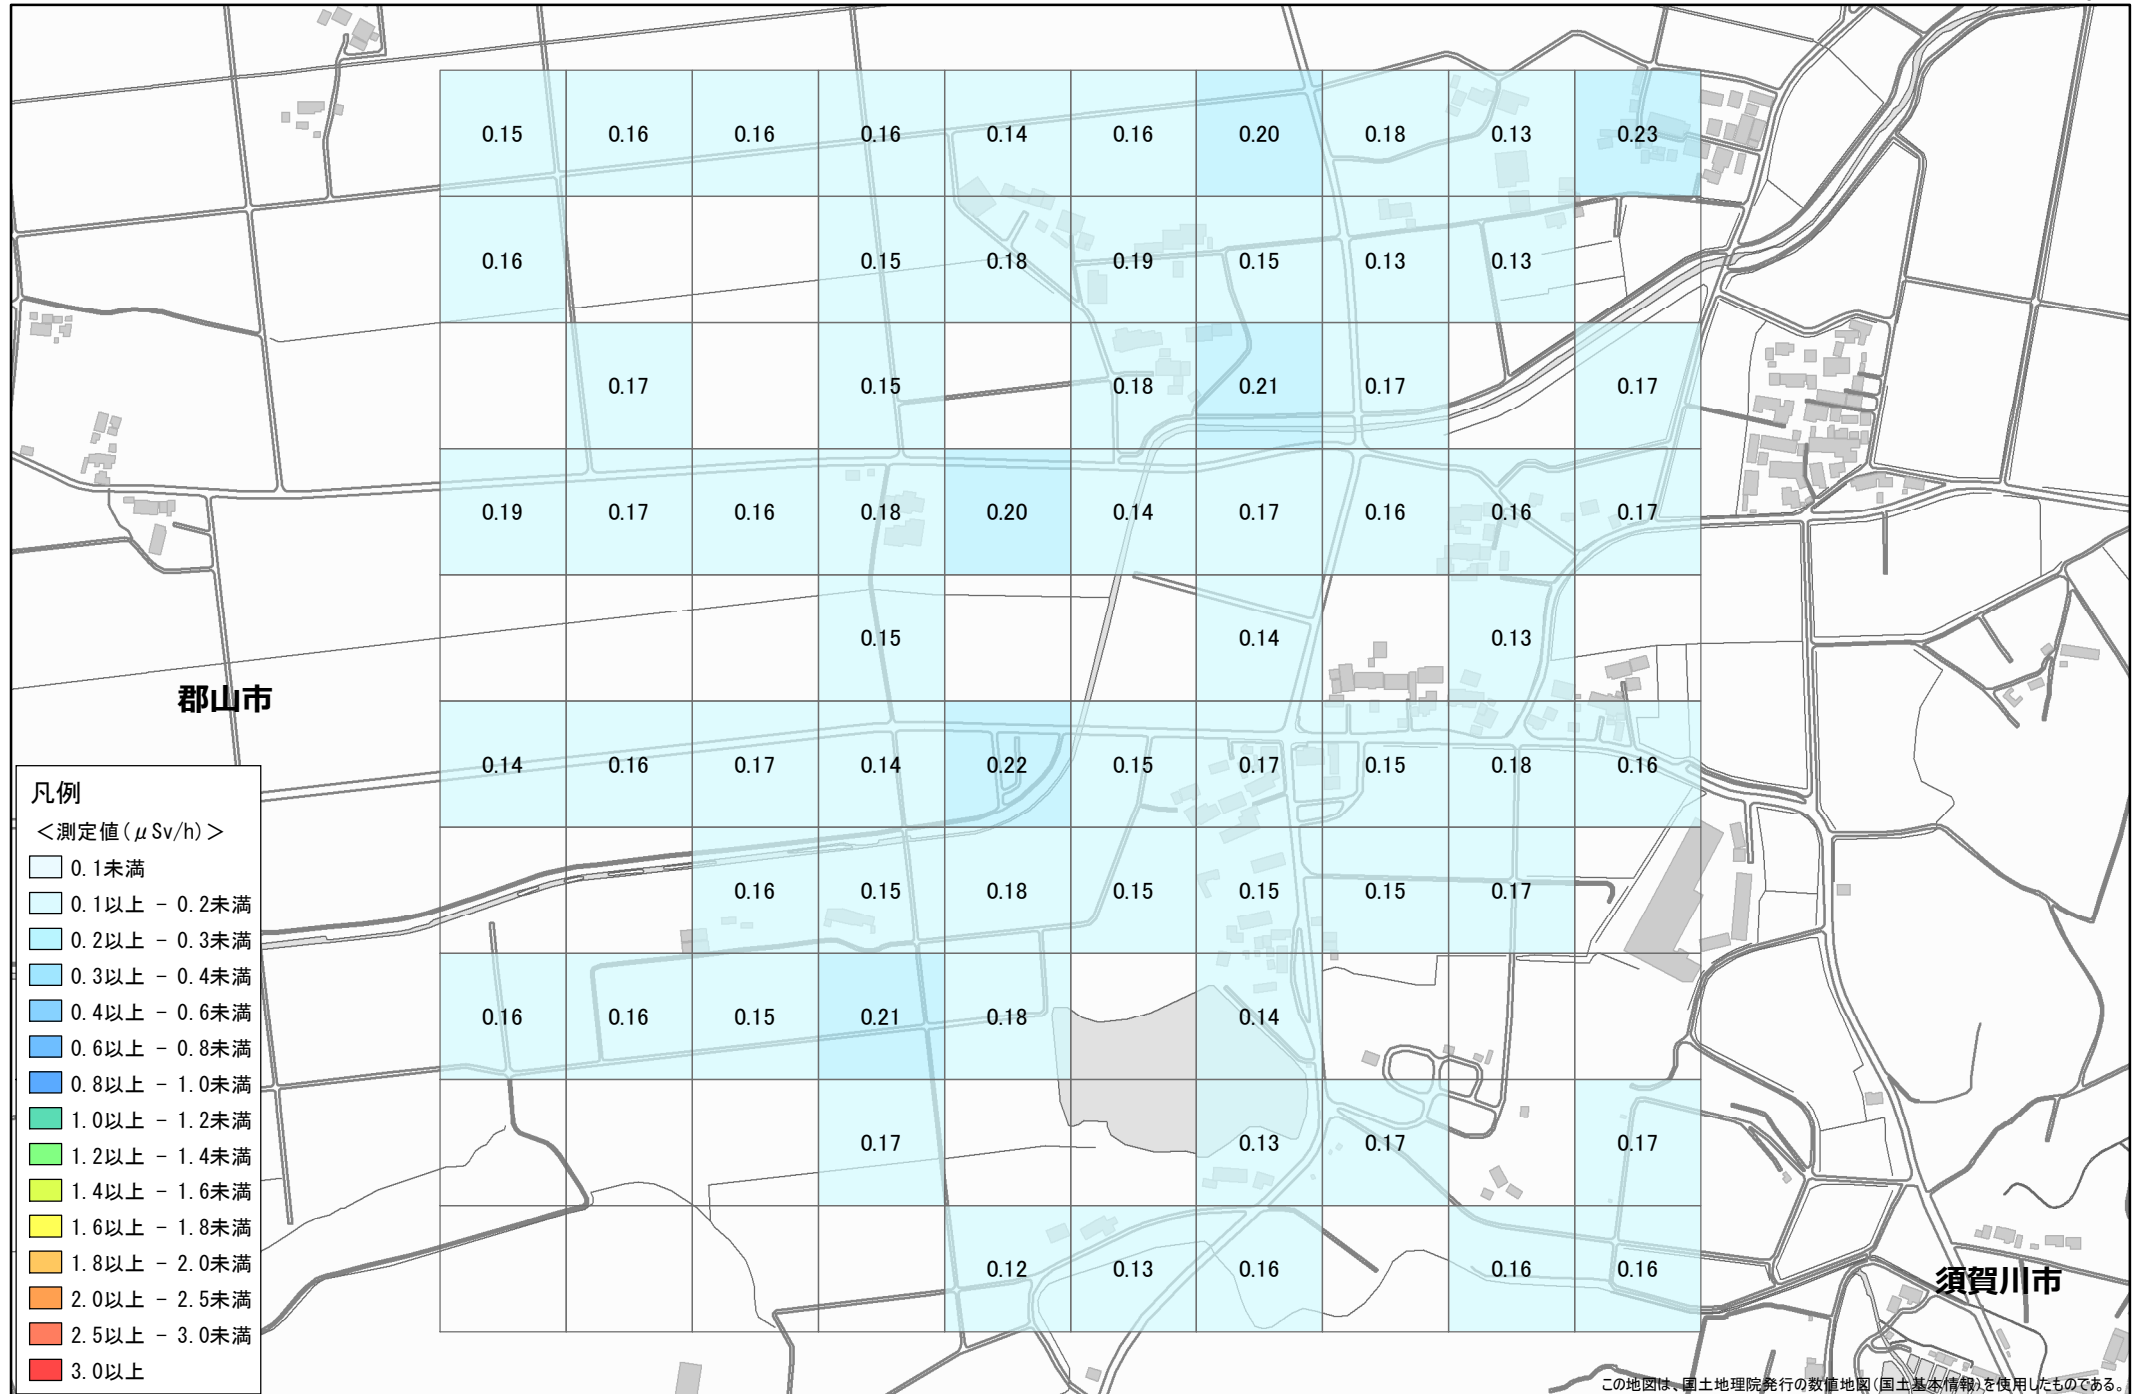 0.15 0.16 0.16 0.16 0.14 0.16 0.20 0.18 0.13 0.23
0.16 0.15 0.18 0.19 0.15 0.13 0.13
0.17 0.15 0.18 0.21 0.17 0.17
0.19 0.17 0.16 0.18 0.20 0.14 0.17 0.16 0.16 0.17
0.15 0.14 0.13
郡山市
0.14 0.16 0.17 0.14 0.22 0.15 0.17 0.15 0.18 0.16
0.16 0.15 0.18 0.15 0.15 0.15 0.17
0.16 0.16 0.15 0.21 0.18 0.14
0.17 0.13 0.17 0.17
0.12 0.13 0.16 0.16 0.16
須賀川市
凡例
<測定値(μSv/h)>
0.1未満
0.1以上 - 0.2未満
0.2以上 - 0.3未満
0.3以上 - 0.4未満
0.4以上 - 0.6未満
0.6以上 - 0.8未満
0.8以上 - 1.0未満
1.0以上 - 1.2未満
1.2以上 - 1.4未満
1.4以上 - 1.6未満
1.6以上 - 1.8未満
1.8以上 - 2.0未満
2.0以上 - 2.5未満
2.5以上 - 3.0未満
3.0以上
この地図は、国土地理院発行の数値地図(国土基本情報)を使用したものである。